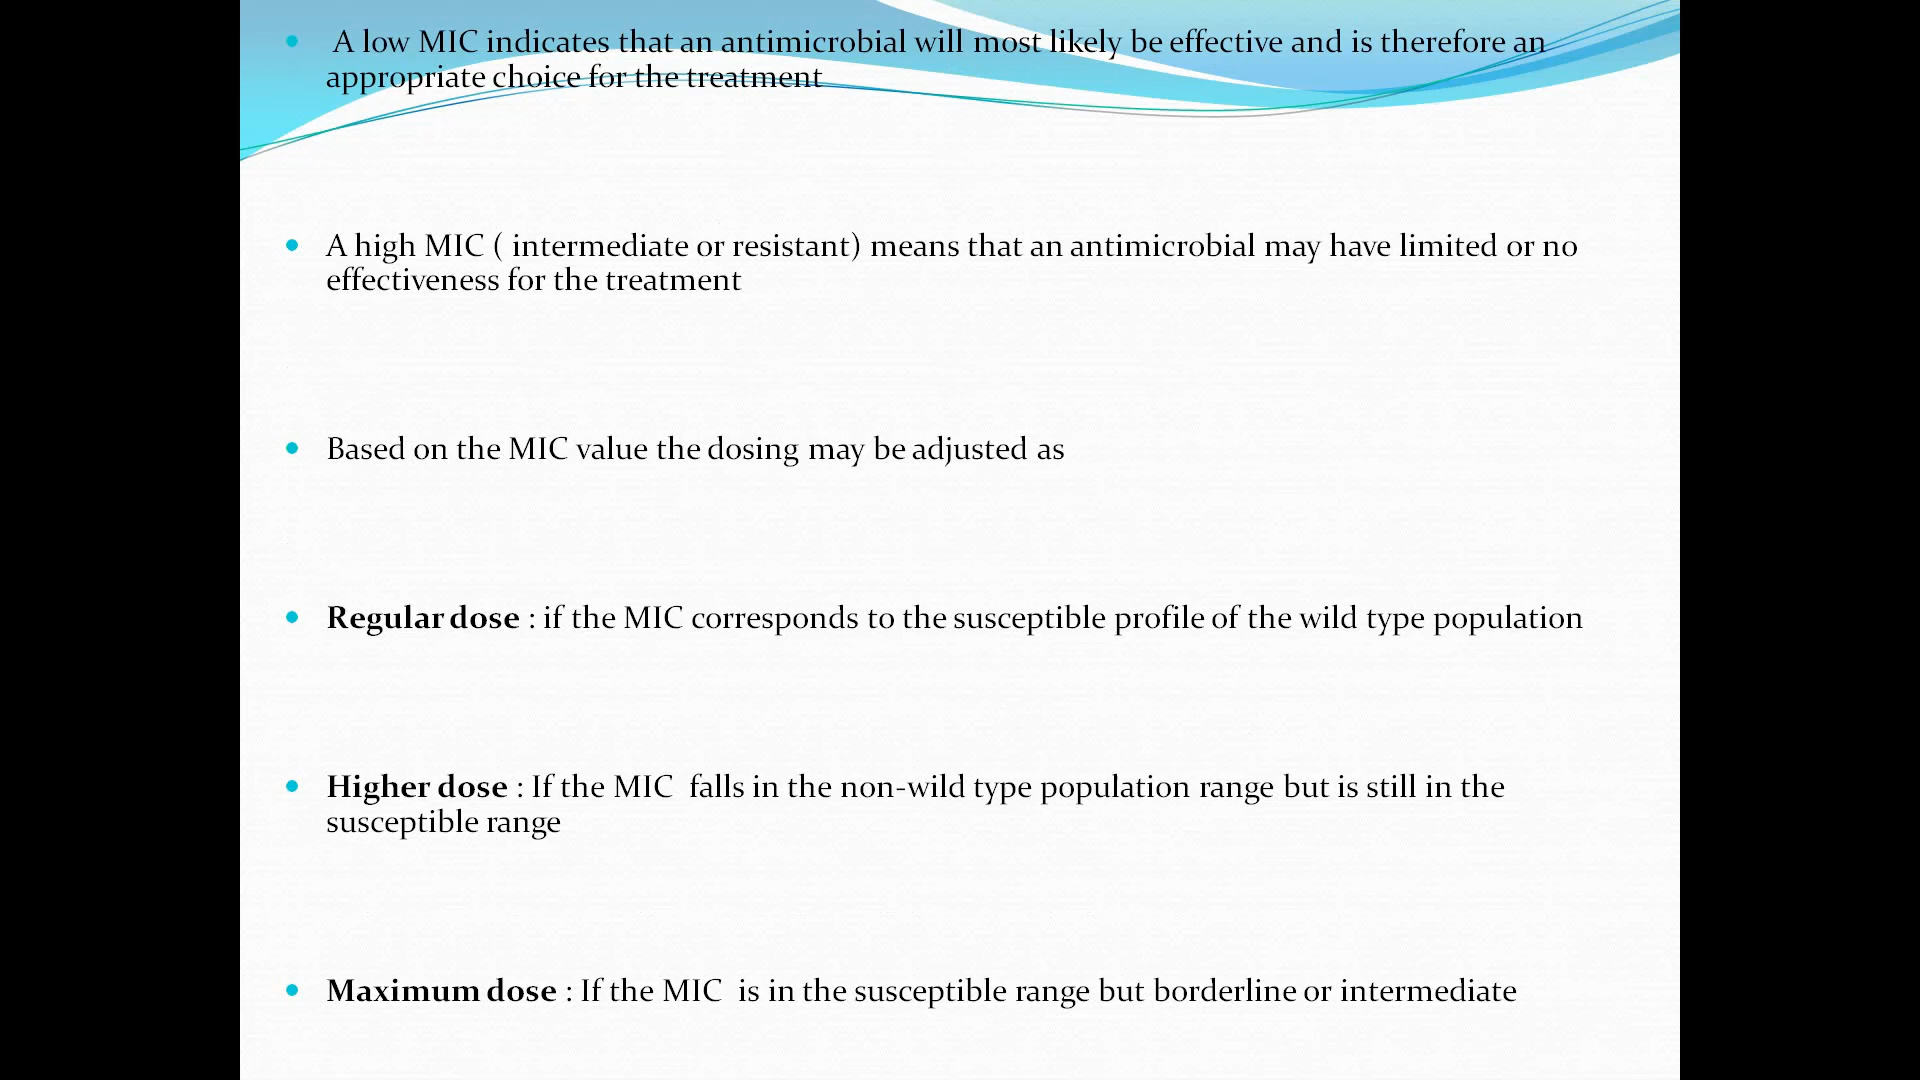 A low MIC indicates that an antimicrobial will most likely be effective and is therefore an
appropriate choice for the treatment
A high MIC ( intermediate or resistant) means that an antimicrobial may have limited or no
effectiveness for the treatment
Based on the MIC value the dosing may be adjusted as
Regular dose : if the MIC corresponds to the susceptible profile of the wild type population
Higher dose : If the MIC falls in the non-wild type population range but is still in the
susceptible range
Maximum dose : If the MIC is in the susceptible range but borderline or intermediate